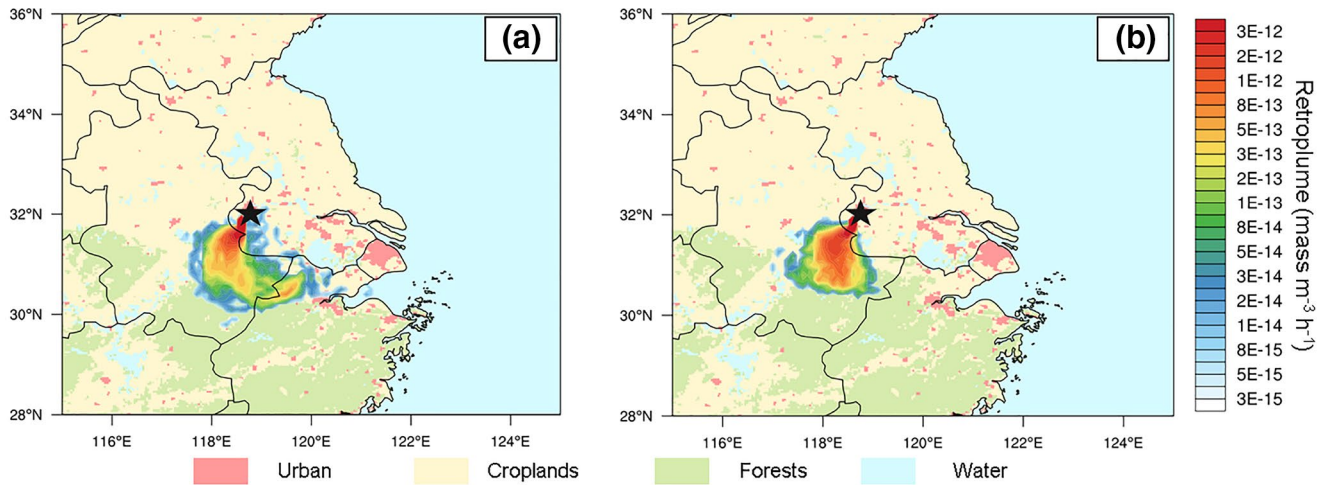 (a)
(b)
36°N
34°N
32°N
30°N
28°N
116°E
118°E
120°E
122°E
124°E
36°N
34°N
32°N
30°N
28°N
116°E
118°E
120°E
122°E
124°E
3E-12
2E-12
1E-12
8E-13
5E-13
3E-13
2E-13
1E-13
8E-14
5E-14
3E-14
2E-14
1E-14
8E-15
5E-15
3E-15
Retroplume (mass m⁻³ h⁻¹)
Urban
Croplands
Forests
Water